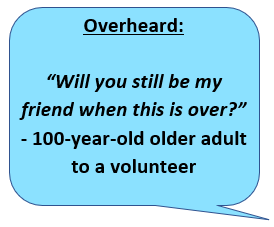 Overheard:
“Will you still be my
friend when this is over?”
- 100-year-old older adult
to a volunteer